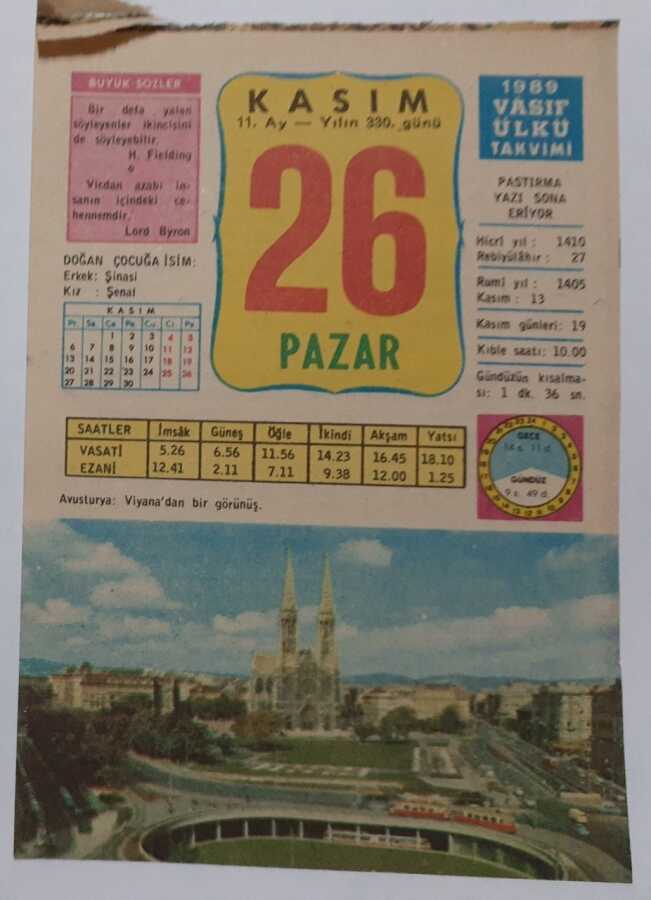 BÜYÜK SÖZLER
Bir defa yalan
söyleyenler ikincisini
de söyleyebilir.
H. Fielding
Vicdan azabı in-
sanın içindeki ce-
hennemdir.
Lord Byron
DOĞAN ÇOCUĞA İSİM:
Erkek: Şinasi
Kız : Şenal
KASIM
Pt. Sa. Ça. Pe. Cu. Ct. Pa.
1 2 3 4 5
6 7 8 9 10 11 12
13 14 15 16 17 18 19
20 21 22 23 24 25 26
27 28 29 30
KASIM
11. Ay — Yılın 330. günü
26
PAZAR
1989
VASIF
ÜLKÜ
TAKVİMİ
PASTIRMA
YAZI SONA
ERİYOR
Hicrî yıl : 1410
Rebiyülâhır : 27
Rumî yıl : 1405
Kasım : 13
Kasım günleri: 19
Kıble saatı: 10.00
Gündüzün kısalma-
sı: 1 dk. 36 sn.
SAATLER İmsâk Güneş Öğle İkindi Akşam Yatsı
VASATİ 5.26 6.56 11.56 14.23 16.45 18.10
EZANİ 12.41 2.11 7.11 9.38 12.00 1.25
GECE
14 s. 11 d.
GÜNDÜZ
9 s. 49 d.
Avusturya: Viyana'dan bir görünüş.